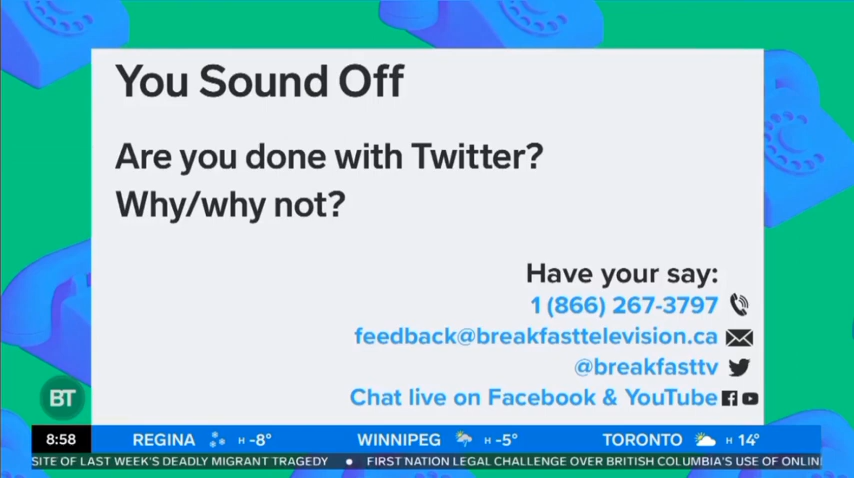 You Sound Off
Are you done with Twitter?
Why/why not?
Have your say:
1 (866) 267-3797
feedback@breakfasttelevision.ca
@breakfasttv
Chat live on Facebook & YouTube
BT
8:58 REGINA H -8° WINNIPEG H -5° TORONTO H 14°
SITE OF LAST WEEK'S DEADLY MIGRANT TRAGEDY • FIRST NATION LEGAL CHALLENGE OVER BRITISH COLUMBIA'S USE OF ONLIN